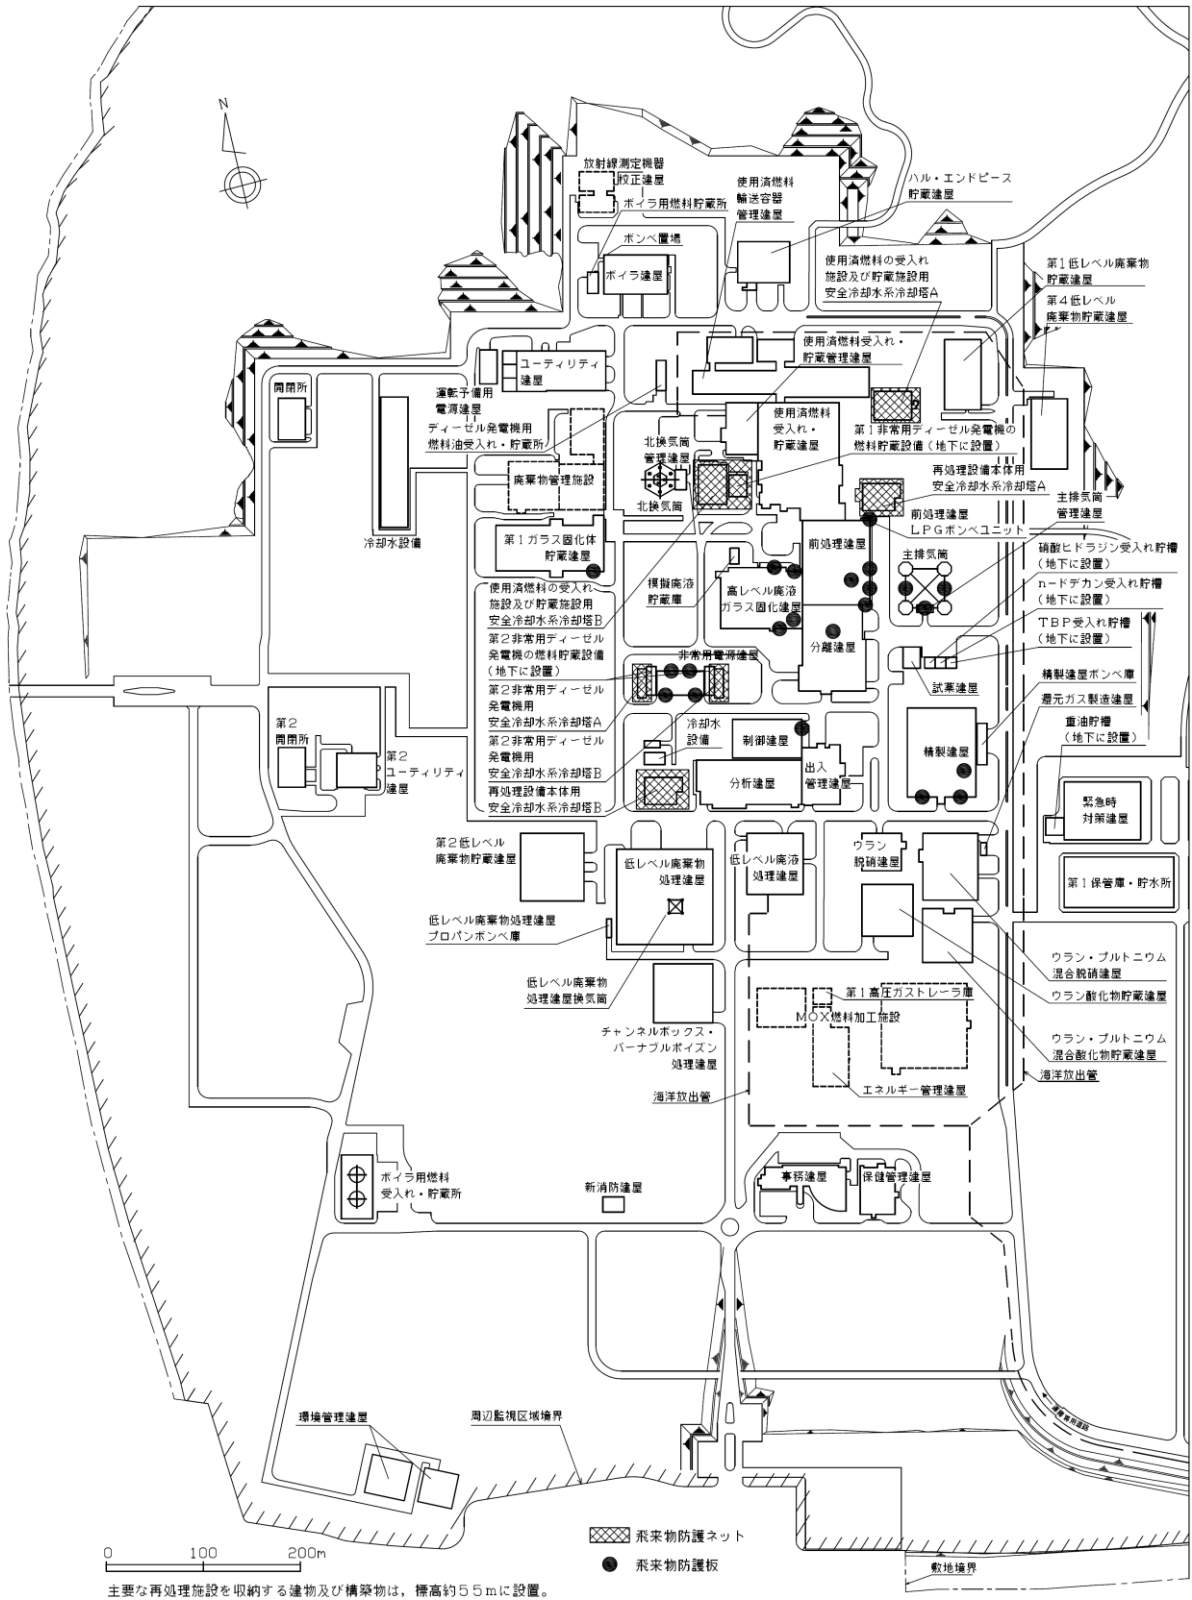 N
放射線測定機器
校正建屋
ボイラ用燃料貯蔵所
ボンベ置場
ボイラ建屋
使用済燃料
輸送容器
管理建屋
ハル・エンドピース
貯蔵建屋
使用済燃料の受入れ
施設及び貯蔵施設用
安全冷却水系冷却塔A
第1低レベル廃棄物
貯蔵建屋
第4低レベル
廃棄物貯蔵建屋
使用済燃料受入れ・
貯蔵管理建屋
ユーティリティ
建屋
開閉所
運転予備用
電源建屋
ディーゼル発電機用
燃料油受入れ・貯蔵所
使用済燃料
受入れ・
貯蔵建屋
第1非常用ディーゼル発電機の
燃料貯蔵設備(地下に設置)
北換気筒
管理建屋
再処理設備本体用
安全冷却水系冷却塔A
廃棄物管理施設
北換気筒
主排気筒
管理建屋
前処理建屋
LPGボンベユニット
冷却水設備
第1ガラス固化体
貯蔵建屋
前処理建屋
主排気筒
硝酸ヒドラジン受入れ貯槽
(地下に設置)
n-ドデカン受入れ貯槽
(地下に設置)
TBP受入れ貯槽
(地下に設置)
模擬廃液
貯蔵庫
高レベル廃液
ガラス固化建屋
使用済燃料の受入れ
施設及び貯蔵施設用
安全冷却水系冷却塔B
第2非常用ディーゼル
発電機の燃料貯蔵設備
(地下に設置)
第2非常用ディーゼル
発電機用
安全冷却水系冷却塔A
第2非常用ディーゼル
発電機用
安全冷却水系冷却塔B
再処理設備本体用
安全冷却水系冷却塔B
非常用電源建屋
分離建屋
試薬建屋
精製建屋ボンベ庫
還元ガス製造建屋
重油貯槽
(地下に設置)
第2
開閉所
第2
ユーティリティ
建屋
冷却水
設備
制御建屋
精製建屋
分析建屋
出入
管理建屋
緊急時
対策建屋
第1保管庫・貯水所
第2低レベル
廃棄物貯蔵建屋
低レベル廃棄物
処理建屋
低レベル廃液
処理建屋
ウラン
脱硝建屋
低レベル廃棄物処理建屋
プロパンボンベ庫
低レベル廃棄物
処理建屋換気筒
ウラン・プルトニウム
混合脱硝建屋
ウラン酸化物貯蔵建屋
第1高圧ガストレーラ庫
MOX燃料加工施設
チャンネルボックス・
バーナブルポイズン
処理建屋
ウラン・プルトニウム
混合酸化物貯蔵建屋
海洋放出管
海洋放出管
エネルギー管理建屋
ボイラ用燃料
受入れ・貯蔵所
新消防建屋
事務建屋
保健管理建屋
環境管理建屋
周辺監視区域境界
飛来物防護ネット
飛来物防護板
敷地境界
0 100 200m
主要な再処理施設を収納する建物及び構築物は,標高約55mに設置。